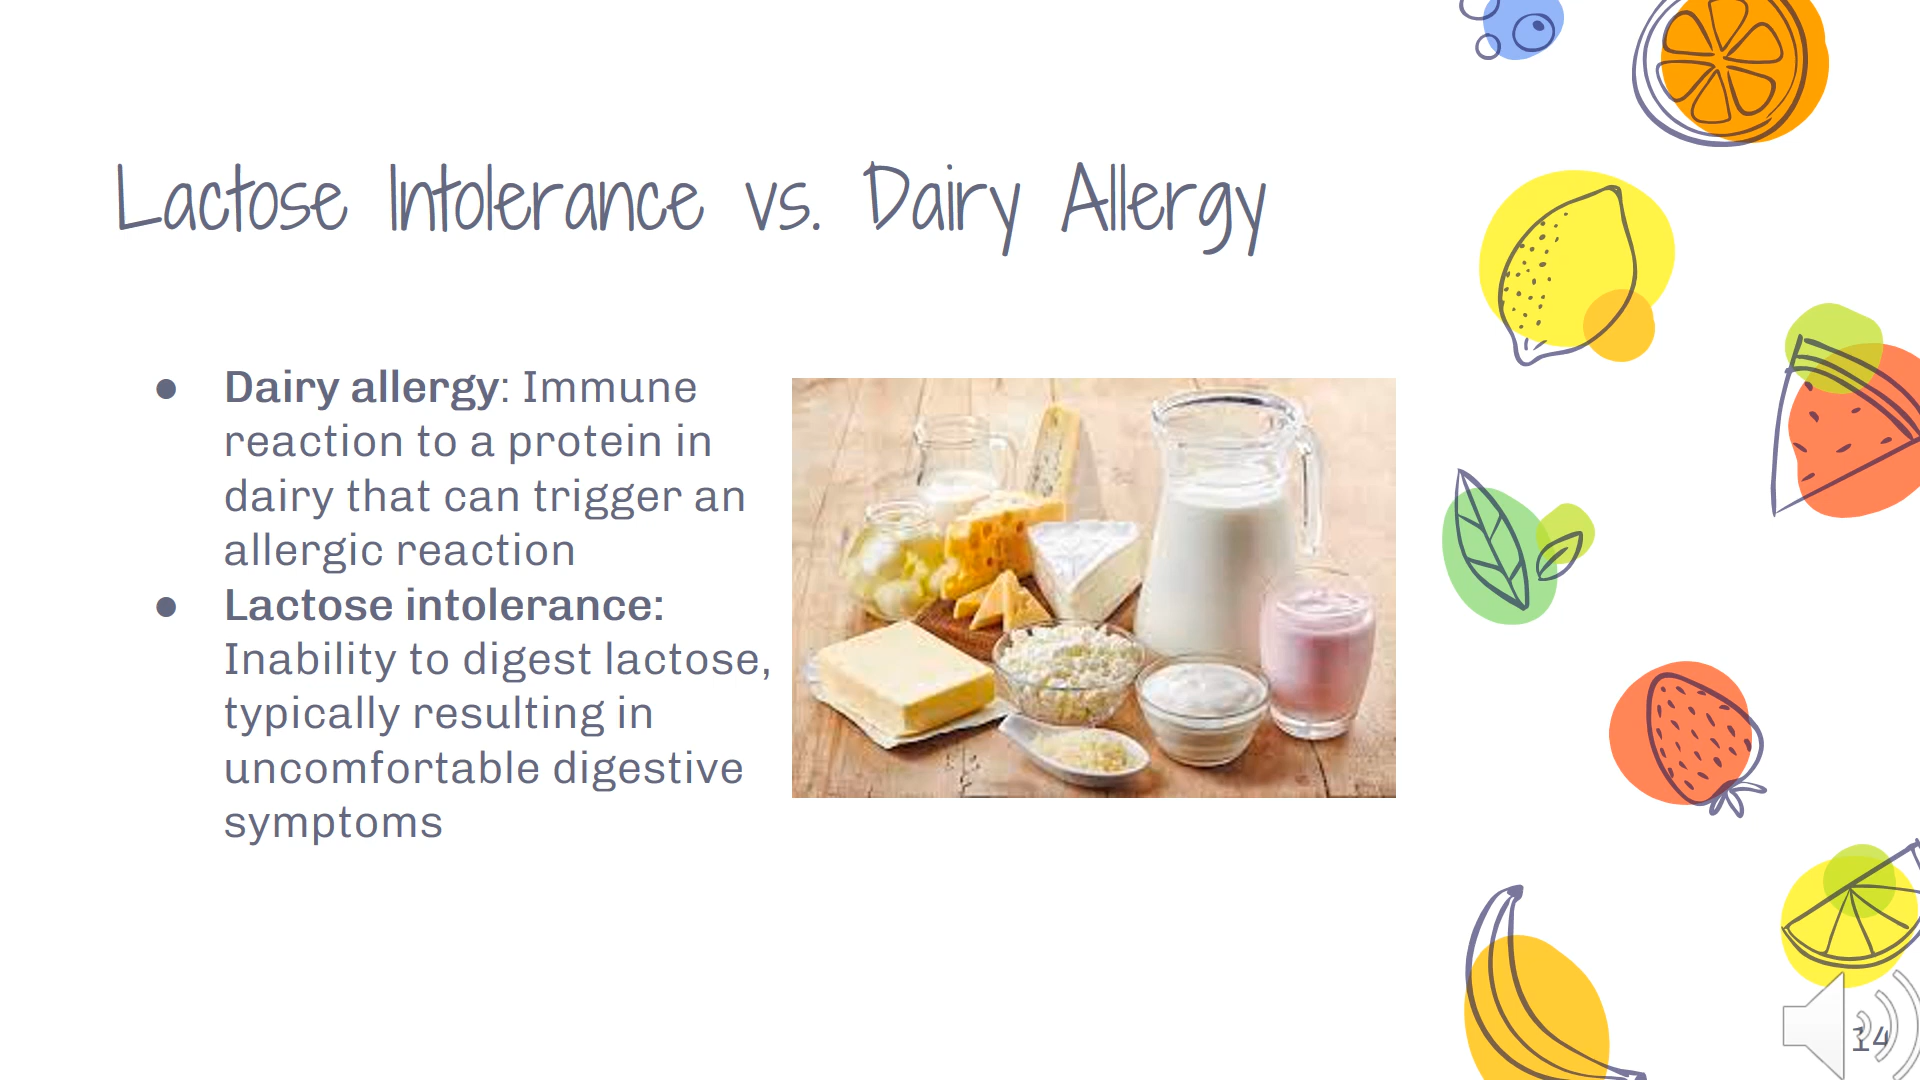 Lactose Intolerance vs. Dairy Allergy
● Dairy allergy: Immune
reaction to a protein in
dairy that can trigger an
allergic reaction
● Lactose intolerance:
Inability to digest lactose,
typically resulting in
uncomfortable digestive
symptoms
14